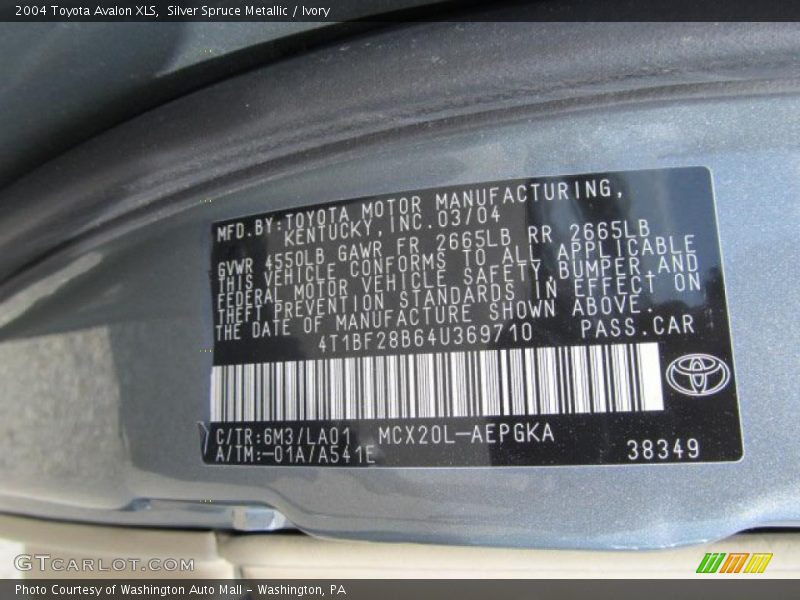 2004 Toyota Avalon XLS,  Silver Spruce Metallic / Ivory
MFD.BY:TOYOTA MOTOR MANUFACTURING,
KENTUCKY,INC.03/04
GVWR 4550LB GAWR FR 2665LB RR 2665LB
THIS VEHICLE CONFORMS TO ALL APPLICABLE
FEDERAL MOTOR VEHICLE SAFETY,BUMPER,AND
THEFT PREVENTION STANDARDS IN EFFECT ON
THE DATE OF MANUFACTURE SHOWN ABOVE.
4T1BF28B64U369710 PASS.CAR
C/TR:6M3/LA01 MCX20L-AEPGKA
A/TM:-01A/A541E 38349
GTCARLOT.COM
Photo Courtesy of Washington Auto Mall - Washington, PA